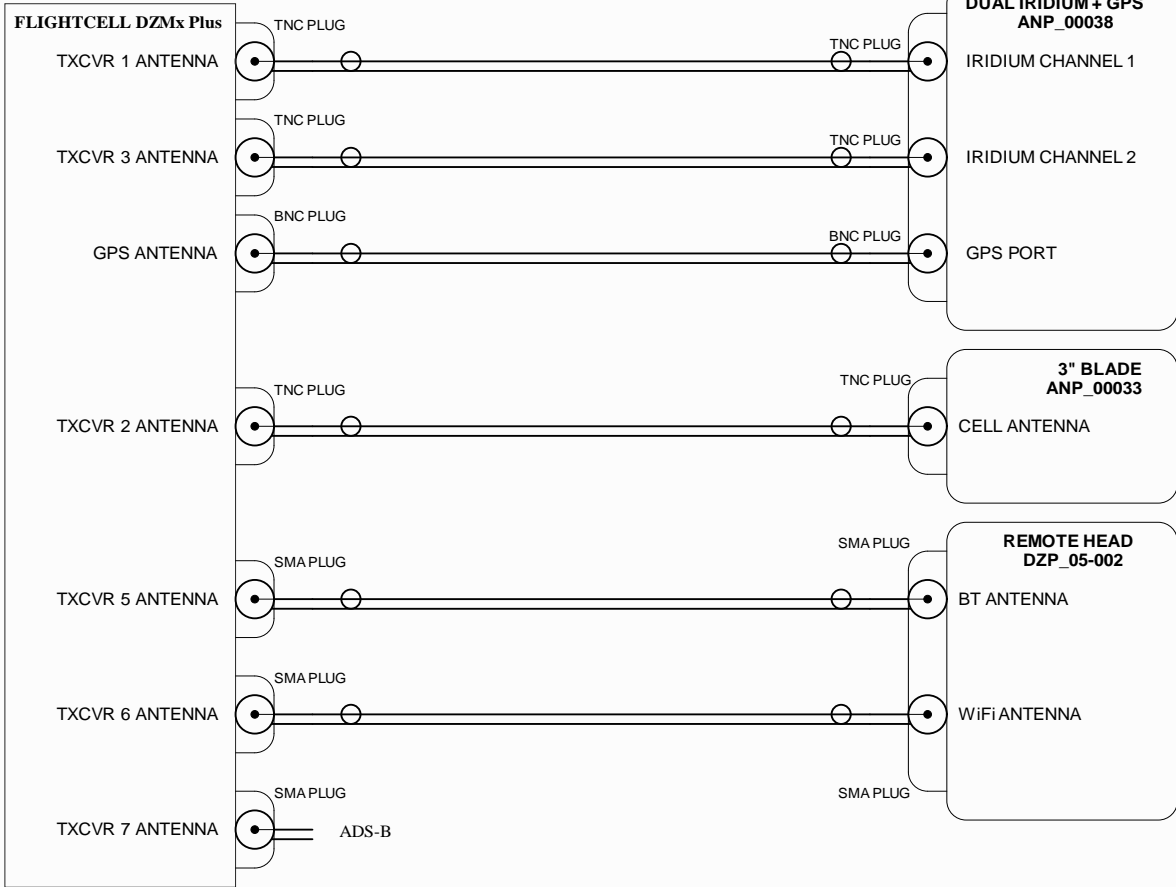 DUAL IRIDIUM + GPS
ANP_00038
FLIGHTCELL DZMx Plus
TNC PLUG
TNC PLUG
TXCVR 1 ANTENNA
IRIDIUM CHANNEL 1
TNC PLUG
TNC PLUG
TXCVR 3 ANTENNA
IRIDIUM CHANNEL 2
BNC PLUG
BNC PLUG
GPS ANTENNA
GPS PORT
3" BLADE
ANP_00033
TNC PLUG
TNC PLUG
TXCVR 2 ANTENNA
CELL ANTENNA
REMOTE HEAD
DZP_05-002
SMA PLUG
SMA PLUG
TXCVR 5 ANTENNA
BT ANTENNA
SMA PLUG
TXCVR 6 ANTENNA
WiFi ANTENNA
SMA PLUG
SMA PLUG
TXCVR 7 ANTENNA
ADS-B